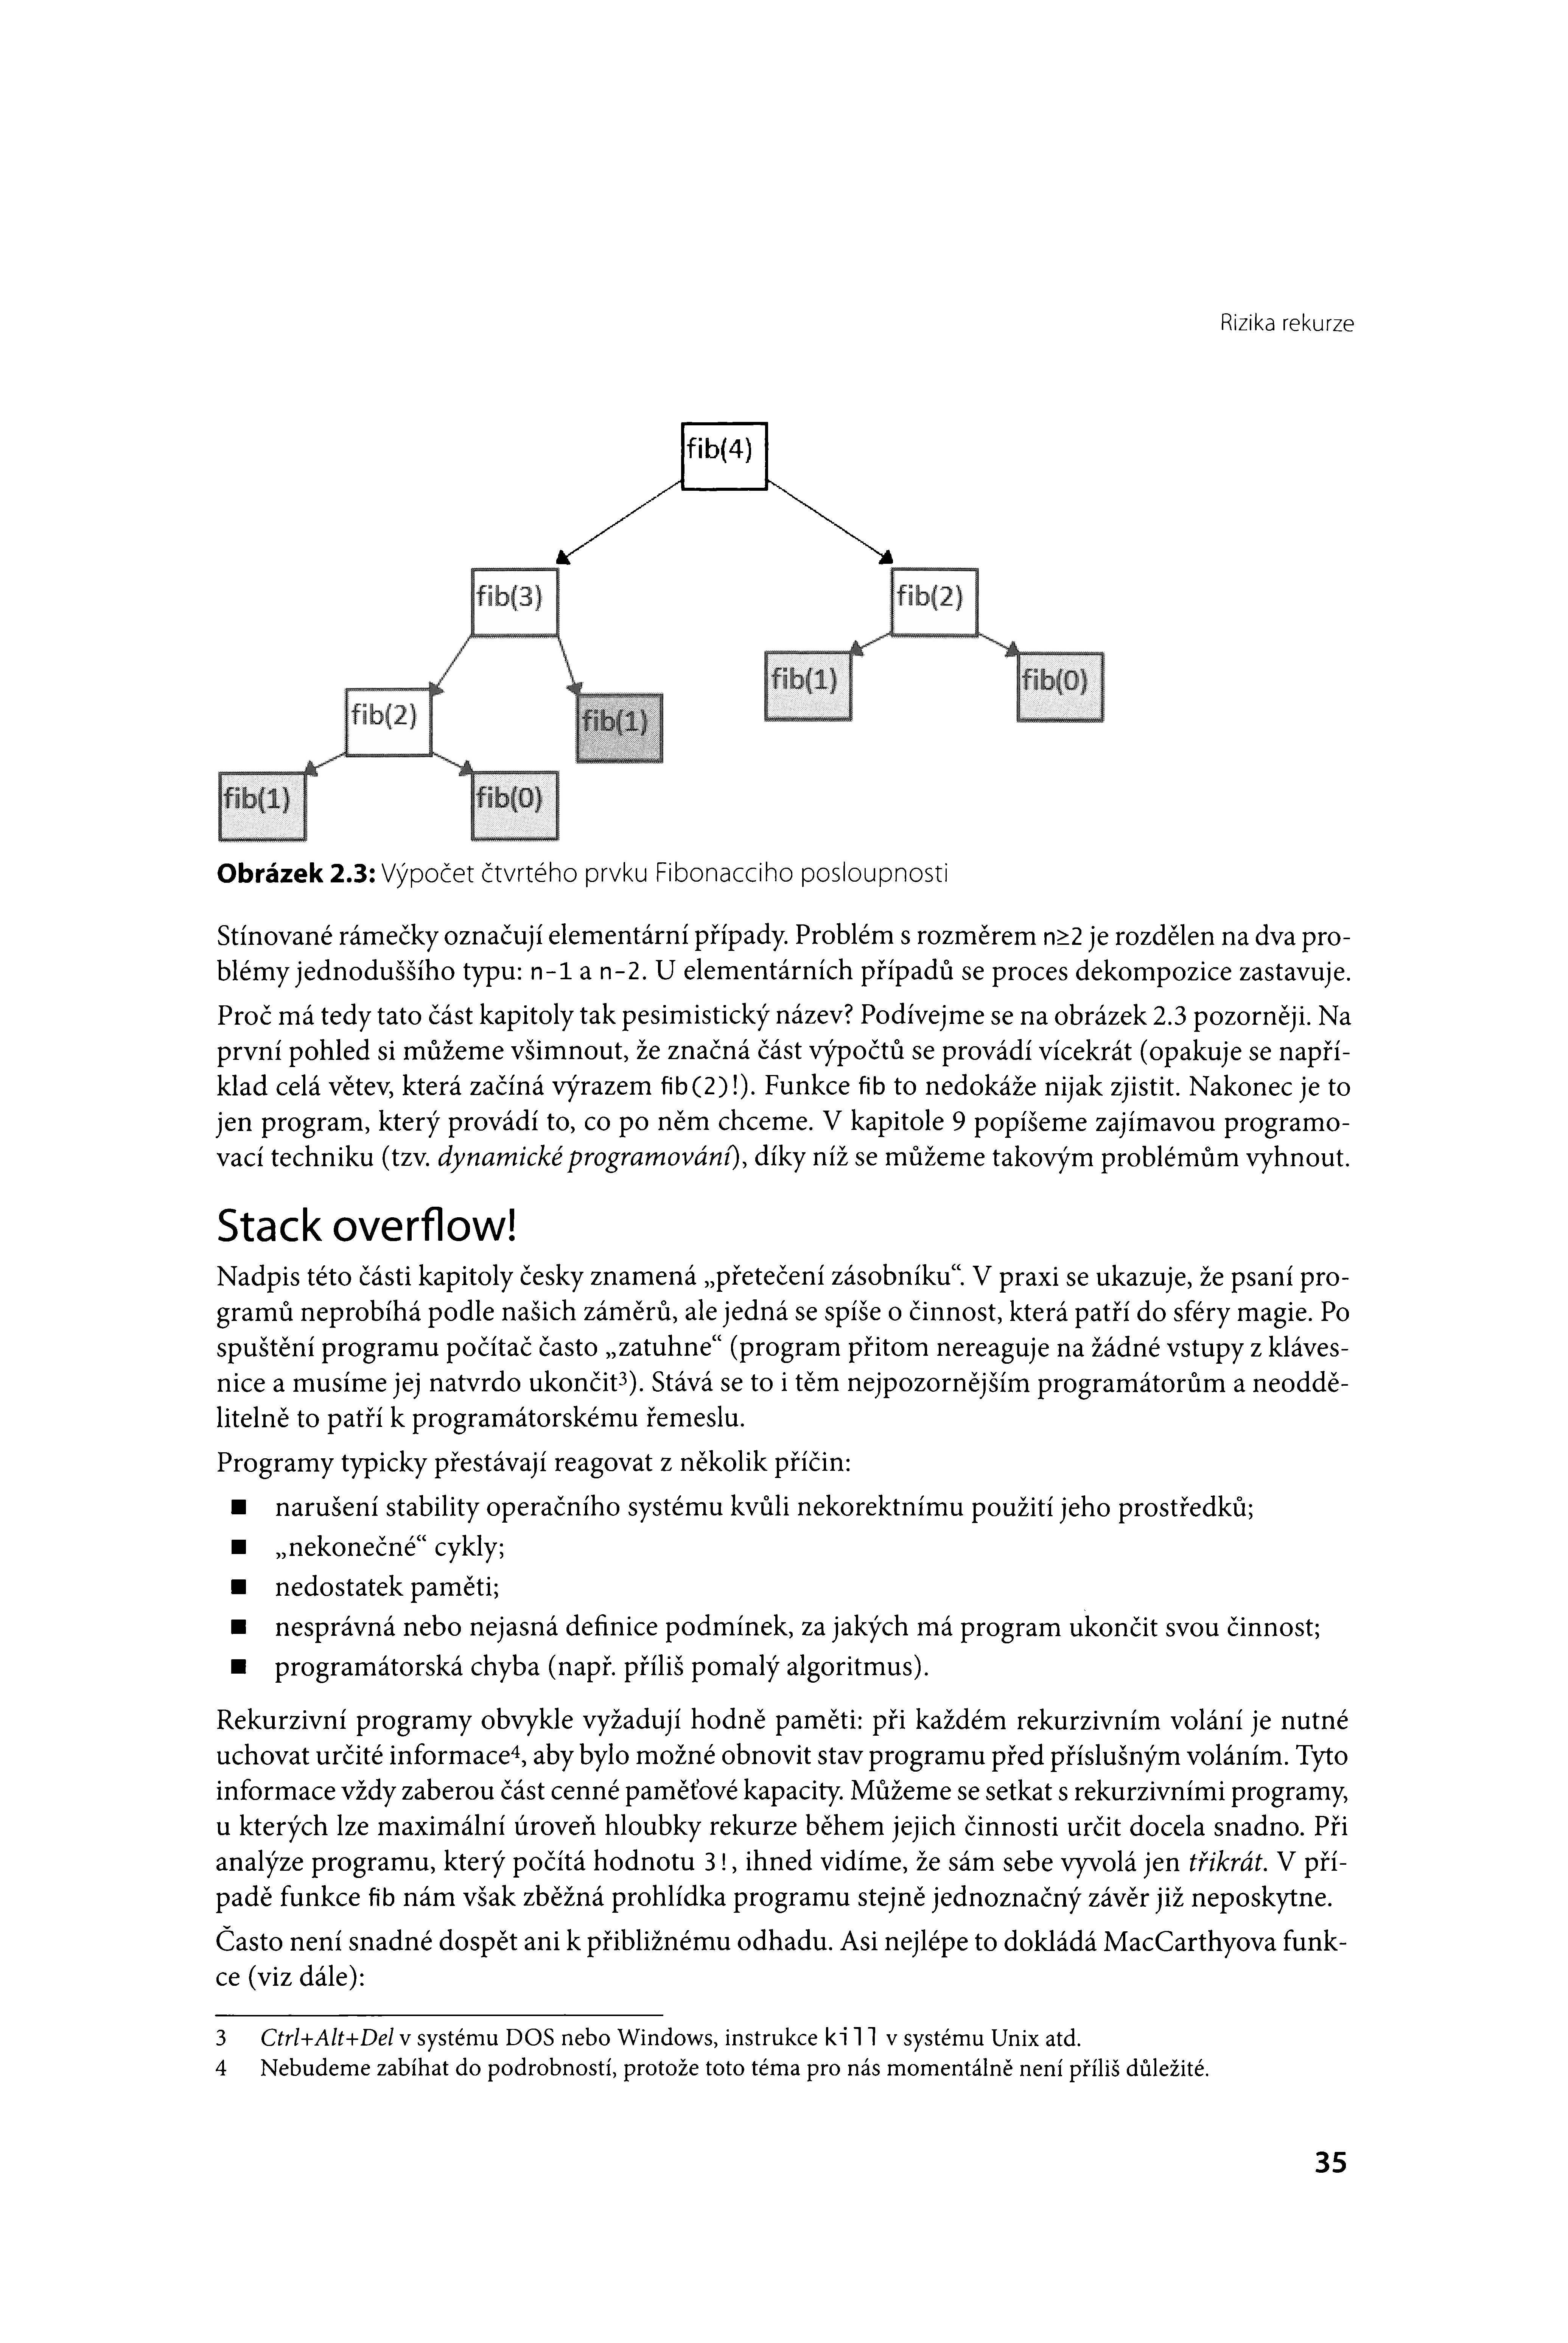 Rizika rekurze
fib(4)
fib(3)
fib(2)
fib(1)
fib(0)
fib(2)
fib(1)
fib(1)
fib(0)
Obrázek 2.3: Výpočet čtvrtého prvku Fibonacciho posloupnosti
Stínované rámečky označují elementární případy. Problém s rozměrem n≥2 je rozdělen na dva pro-
blémy jednoduššího typu: n-1 a n-2. U elementárních případů se proces dekompozice zastavuje.
Proč má tedy tato část kapitoly tak pesimistický název? Podívejme se na obrázek 2.3 pozorněji. Na
první pohled si můžeme všimnout, že značná část výpočtů se provádí vícekrát (opakuje se napří-
klad celá větev, která začíná výrazem fib(2)!). Funkce fib to nedokáže nijak zjistit. Nakonec je to
jen program, který provádí to, co po něm chceme. V kapitole 9 popíšeme zajímavou programo-
vací techniku (tzv. dynamické programování), díky níž se můžeme takovým problémům vyhnout.
Stack overflow!
Nadpis této části kapitoly česky znamená „přetečení zásobníku“. V praxi se ukazuje, že psaní pro-
gramů neprobíhá podle našich záměrů, ale jedná se spíše o činnost, která patří do sféry magie. Po
spuštění programu počítač často „zatuhne“ (program přitom nereaguje na žádné vstupy z kláves-
nice a musíme jej natvrdo ukončit3). Stává se to i těm nejpozornějším programátorům a neoddě-
litelně to patří k programátorskému řemeslu.
Programy typicky přestávají reagovat z několik příčin:
■ narušení stability operačního systému kvůli nekorektnímu použití jeho prostředků;
■ „nekonečné“ cykly;
■ nedostatek paměti;
■ nesprávná nebo nejasná definice podmínek, za jakých má program ukončit svou činnost;
■ programátorská chyba (např. příliš pomalý algoritmus).
Rekurzivní programy obvykle vyžadují hodně paměti: při každém rekurzivním volání je nutné
uchovat určité informace4, aby bylo možné obnovit stav programu před příslušným voláním. Tyto
informace vždy zaberou část cenné paměťové kapacity. Můžeme se setkat s rekurzivními programy,
u kterých lze maximální úroveň hloubky rekurze během jejich činnosti určit docela snadno. Při
analýze programu, který počítá hodnotu 3!, ihned vidíme, že sám sebe vyvolá jen třikrát. V pří-
padě funkce fib nám však zběžná prohlídka programu stejně jednoznačný závěr již neposkytne.
Často není snadné dospět ani k přibližnému odhadu. Asi nejlépe to dokládá MacCarthyova funk-
ce (viz dále):
3 Ctrl+Alt+Del v systému DOS nebo Windows, instrukce kill v systému Unix atd.
4 Nebudeme zabíhat do podrobností, protože toto téma pro nás momentálně není příliš důležité.
35